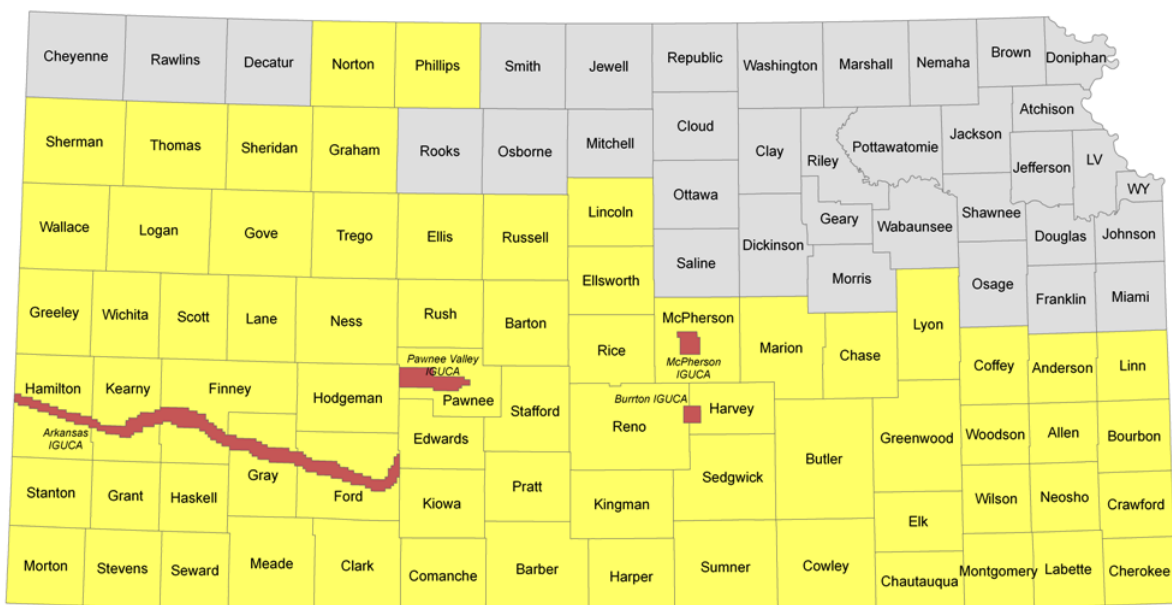 Cheyenne
Rawlins
Decatur
Norton
Phillips
Smith
Jewell
Republic
Washington
Marshall
Nemaha
Brown
Doniphan
Sherman
Thomas
Sheridan
Graham
Rooks
Osborne
Mitchell
Cloud
Clay
Riley
Pottawatomie
Jackson
Atchison
Jefferson
LV
WY
Wallace
Logan
Gove
Trego
Ellis
Russell
Lincoln
Ottawa
Geary
Wabaunsee
Shawnee
Douglas
Johnson
Ellsworth
Saline
Dickinson
Morris
Osage
Franklin
Miami
Greeley
Wichita
Scott
Lane
Ness
Rush
Barton
Rice
McPherson
McPherson
IGUCA
Marion
Chase
Lyon
Coffey
Anderson
Linn
Hamilton
Kearny
Finney
Hodgeman
Pawnee Valley
IGUCA
Pawnee
Stafford
Reno
Burrton IGUCA
Harvey
Arkansas
IGUCA
Edwards
Sedgwick
Butler
Greenwood
Woodson
Allen
Bourbon
Stanton
Grant
Haskell
Gray
Ford
Kiowa
Pratt
Kingman
Elk
Wilson
Neosho
Crawford
Morton
Stevens
Seward
Meade
Clark
Comanche
Barber
Harper
Sumner
Cowley
Chautauqua
Montgomery
Labette
Cherokee